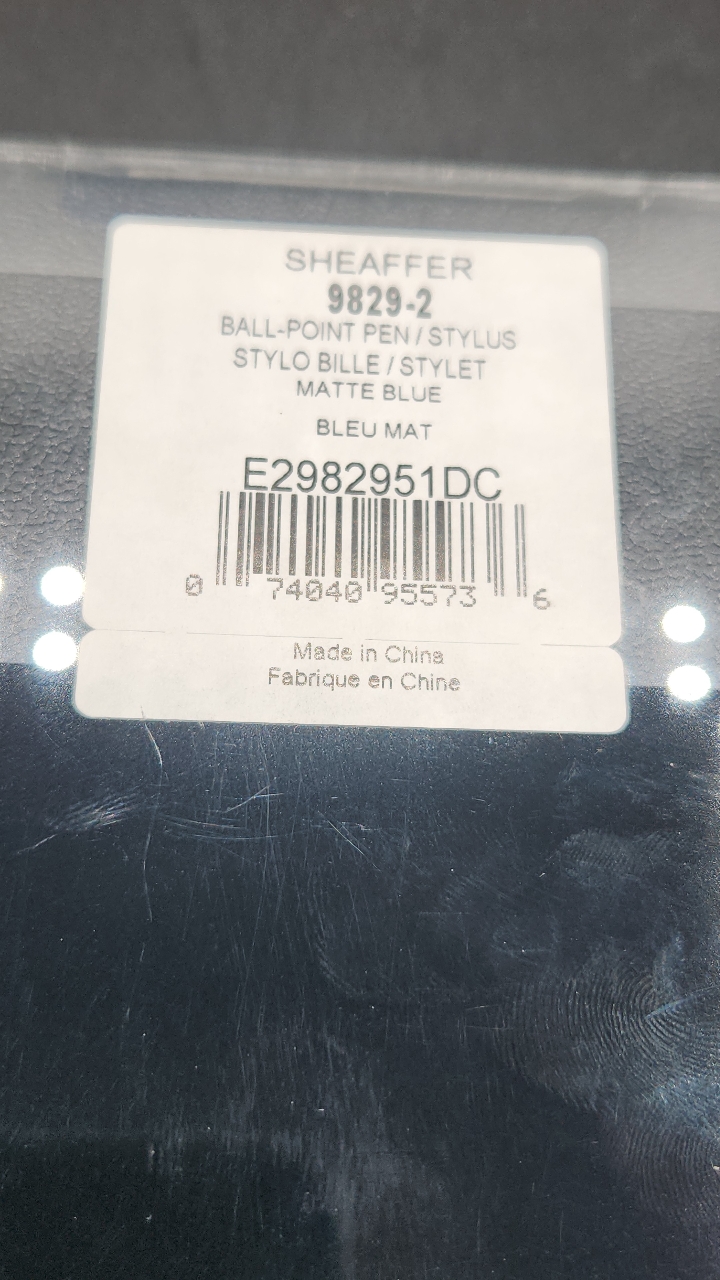 SHEAFFER
9829-2
BALL-POINT PEN / STYLUS
STYLO BILLE / STYLET
MATTE BLUE
BLEU MAT
E2982951DC
0 74040 95573 6
Made in China
Fabrique en Chine